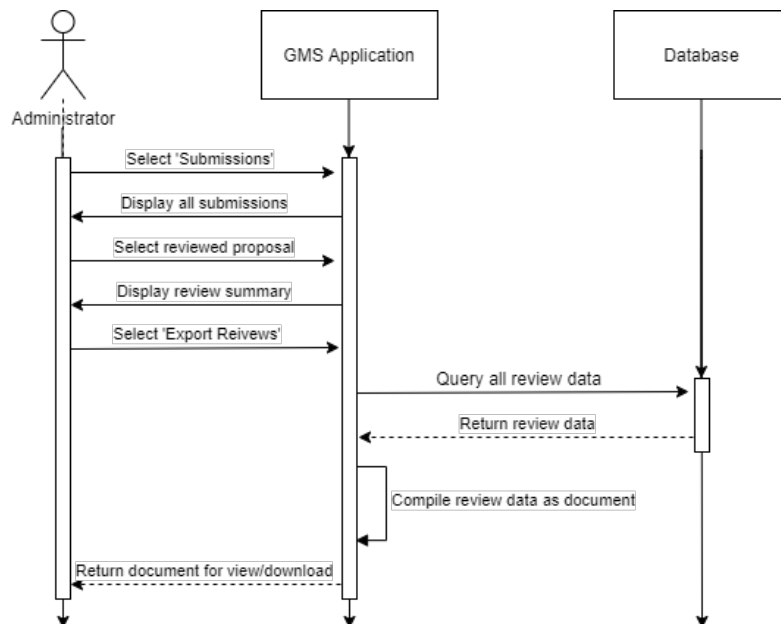 GMS Application
Database
Administrator
Select 'Submissions'
Display all submissions
Select reviewed proposal
Display review summary
Select 'Export Reivews'
Query all review data
Return review data
Compile review data as document
Return document for view/download